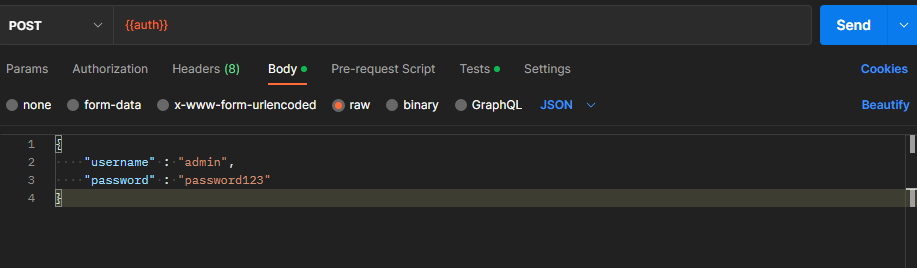 POST {{auth}} Send
Params Authorization Headers (8) Body Pre-request Script Tests Settings Cookies
none form-data x-www-form-urlencoded raw binary GraphQL JSON Beautify
1 {
2 "username" : "admin",
3 "password" : "password123"
4 }